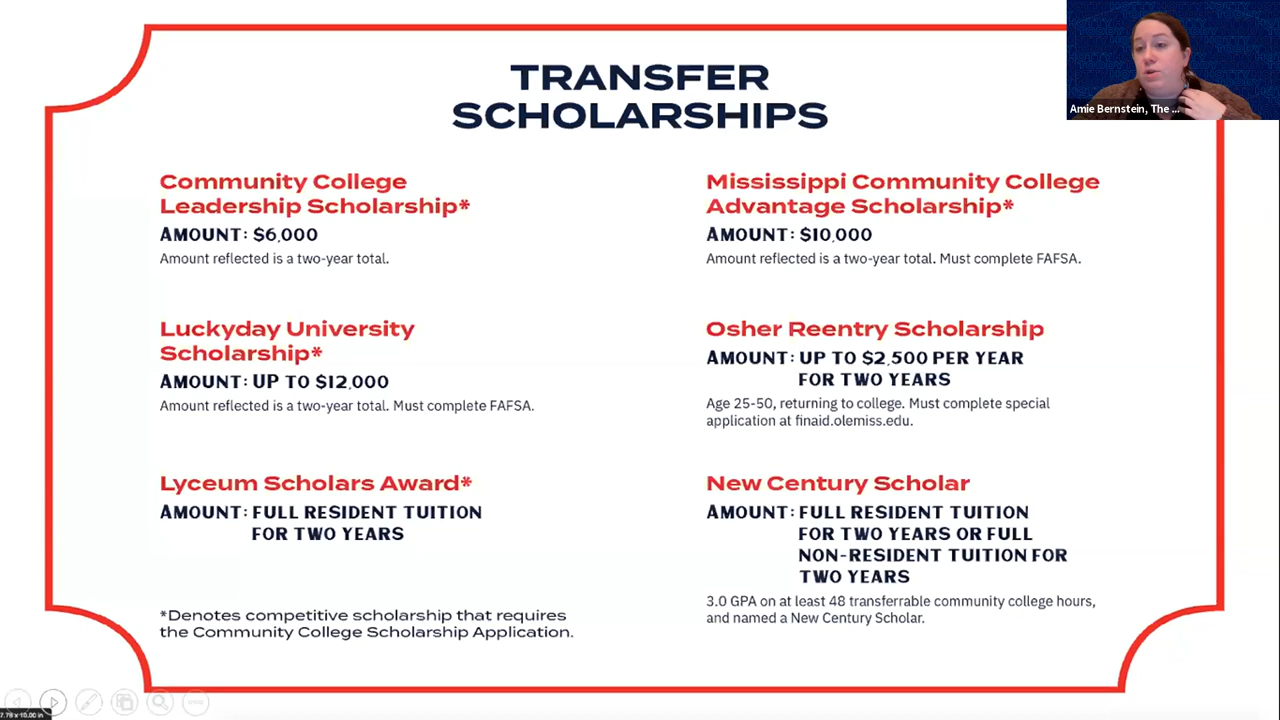 TRANSFER
SCHOLARSHIPS
Amie Bernstein, The ...
Community College
Leadership Scholarship*
AMOUNT: $6,000
Amount reflected is a two-year total.
Mississippi Community College
Advantage Scholarship*
AMOUNT: $10,000
Amount reflected is a two-year total. Must complete FAFSA.
Luckyday University
Scholarship*
AMOUNT: UP TO $12,000
Amount reflected is a two-year total. Must complete FAFSA.
Osher Reentry Scholarship
AMOUNT: UP TO $2,500 PER YEAR
FOR TWO YEARS
Age 25-50, returning to college. Must complete special
application at finaid.olemiss.edu.
Lyceum Scholars Award*
AMOUNT: FULL RESIDENT TUITION
FOR TWO YEARS
New Century Scholar
AMOUNT: FULL RESIDENT TUITION
FOR TWO YEARS OR FULL
NON-RESIDENT TUITION FOR
TWO YEARS
3.0 GPA on at least 48 transferrable community college hours,
and named a New Century Scholar.
*Denotes competitive scholarship that requires
the Community College Scholarship Application.